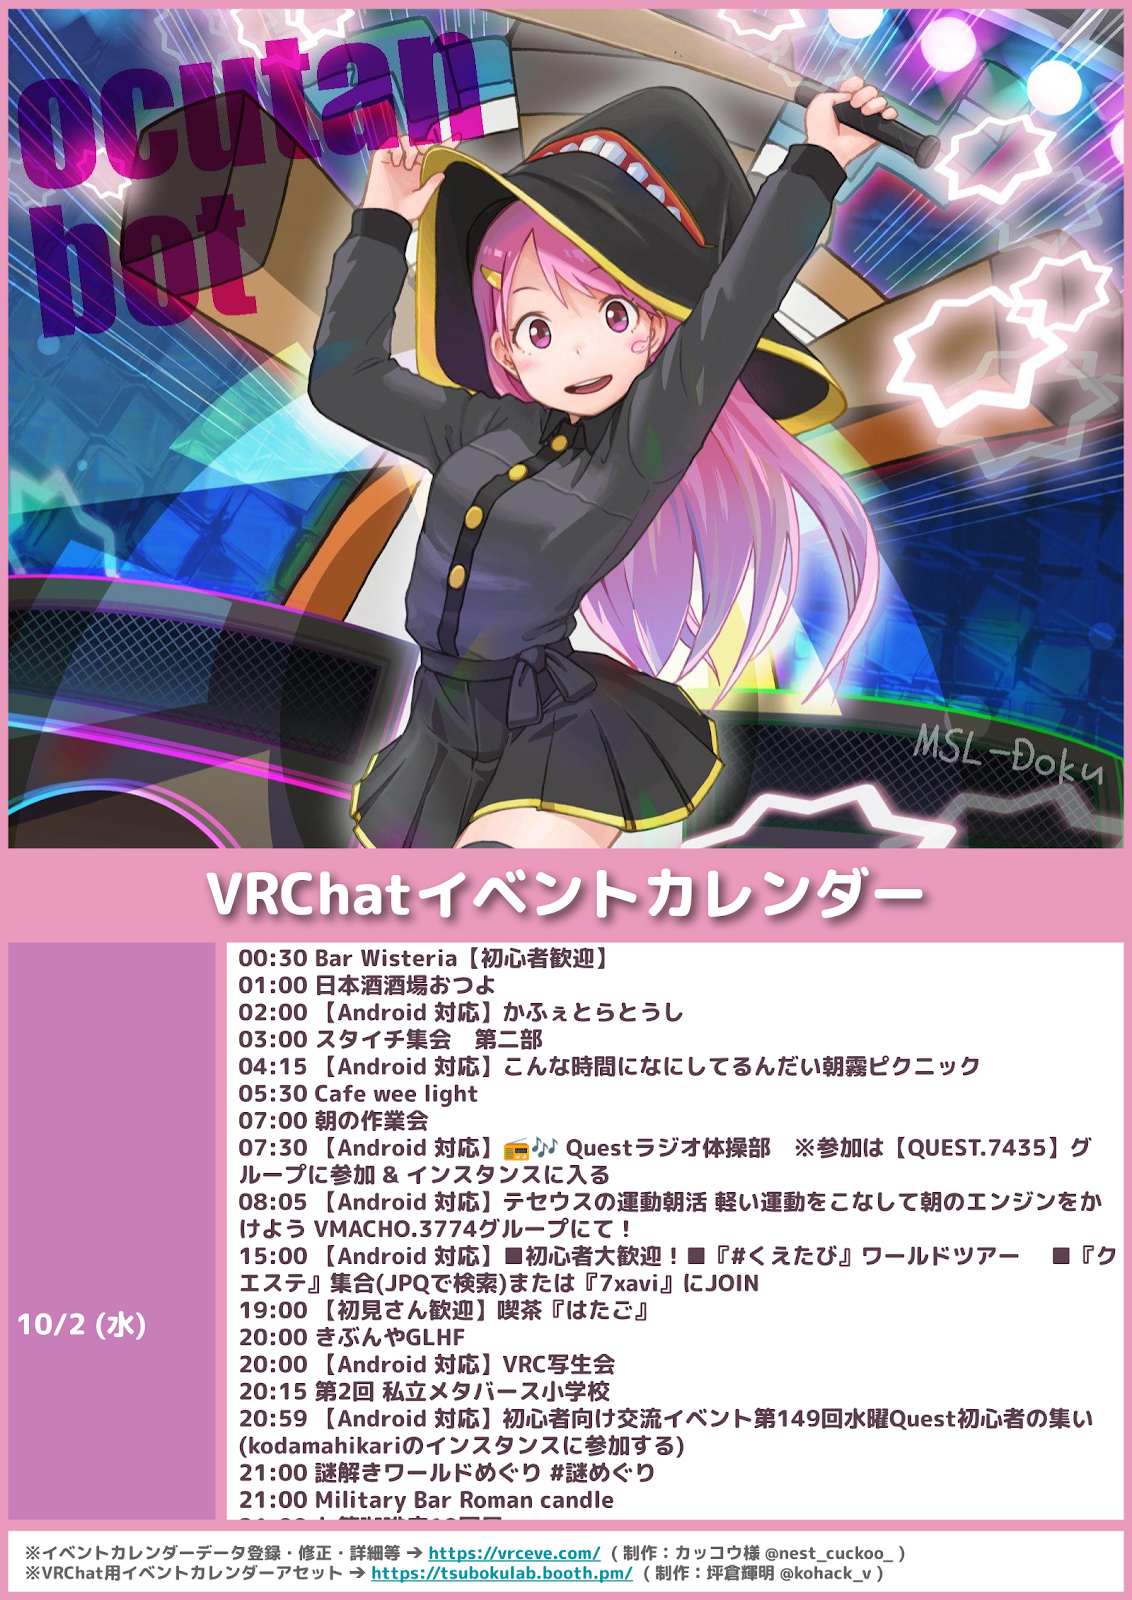 ocutan
bot
MSL-Doku
VRChatイベントカレンダー
10/2 (水)
00:30 Bar Wisteria【初心者歓迎】
01:00 日本酒酒場おつよ
02:00 【Android 対応】かふぇとらとうし
03:00 スタイチ集会　第二部
04:15 【Android 対応】こんな時間になにしてるんだい朝霧ピクニック
05:30 Cafe wee light
07:00 朝の作業会
07:30 【Android 対応】📻🎶 Questラジオ体操部　※参加は【QUEST.7435】グ
ループに参加 & インスタンスに入る
08:05 【Android 対応】テセウスの運動朝活 軽い運動をこなして朝のエンジンをか
けよう VMACHO.3774グループにて！
15:00 【Android 対応】■初心者大歓迎！■『#くえたび』ワールドツアー　■『ク
エステ』集合(JPQで検索)または『7xavi』にJOIN
19:00 【初見さん歓迎】喫茶『はたご』
20:00 きぶんやGLHF
20:00 【Android 対応】VRC写生会
20:15 第2回 私立メタバース小学校
20:59 【Android 対応】初心者向け交流イベント第149回水曜Quest初心者の集い
(kodamahikariのインスタンスに参加する)
21:00 謎解きワールドめぐり #謎めぐり
21:00 Military Bar Roman candle
※イベントカレンダーデータ登録・修正・詳細等 → https://vrceve.com/ ( 制作：カッコウ様 @nest_cuckoo_ )
※VRChat用イベントカレンダーアセット → https://tsubokulab.booth.pm/ ( 制作：坪倉輝明 @kohack_v )